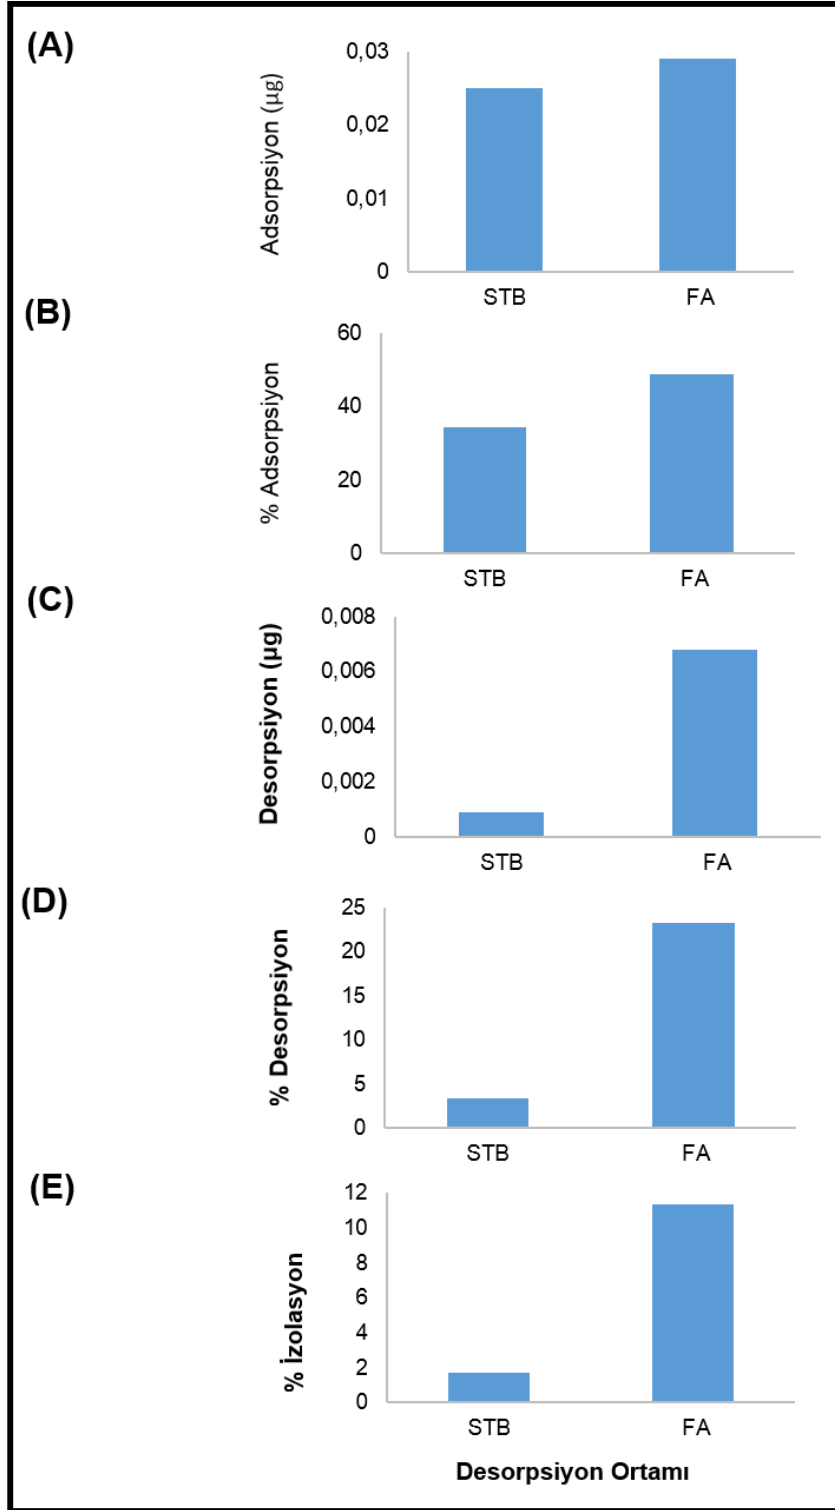 (A)
Adsorpsiyon (µg)
0,03
0,02
0,01
0
STB FA
(B)
% Adsorpsiyon
60
40
20
0
STB FA
(C)
Desorpsiyon (µg)
0,008
0,006
0,004
0,002
0
STB FA
(D)
% Desorpsiyon
25
20
15
10
5
0
STB FA
(E)
% İzolasyon
12
10
8
6
4
2
0
STB FA
Desorpsiyon Ortamı